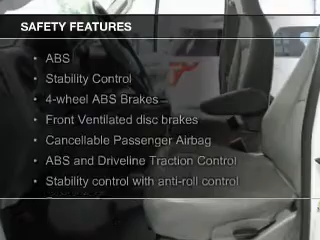 SAFETY FEATURES
• ABS
• Stability Control
• 4-wheel ABS Brakes
• Front Ventilated disc brakes
• Cancellable Passenger Airbag
• ABS and Driveline Traction Control
• Stability control with anti-roll control